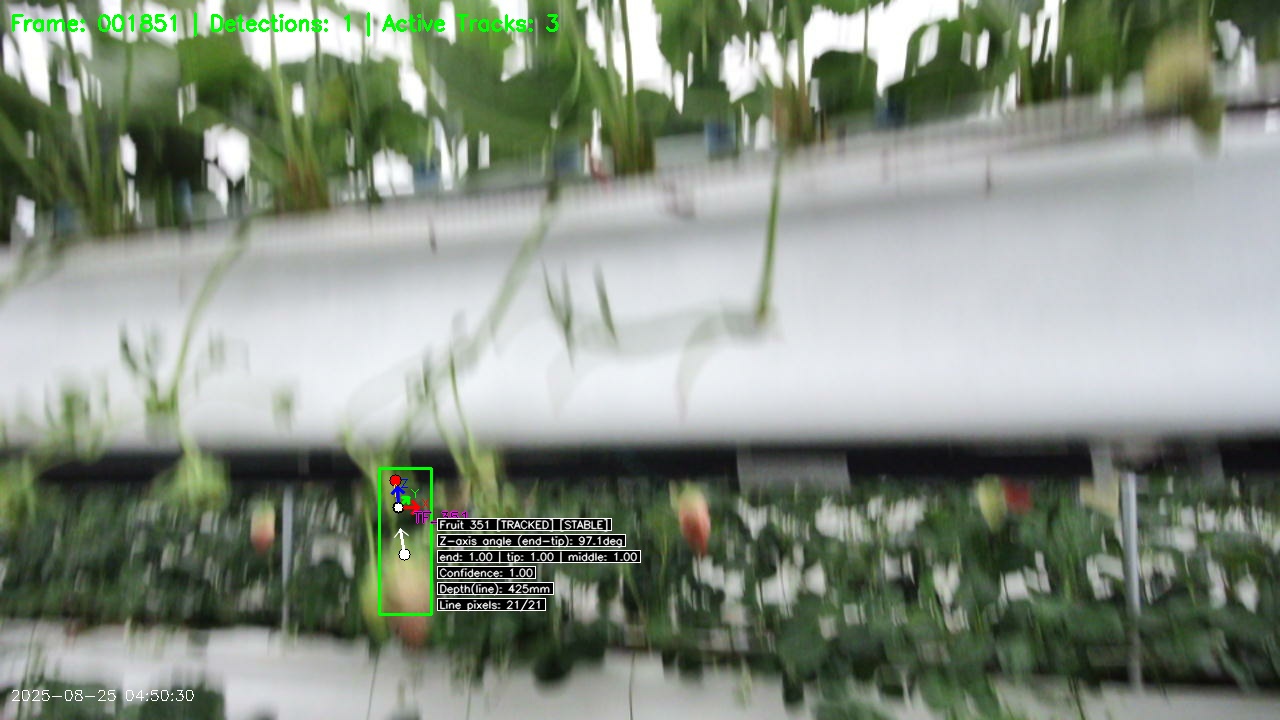 Frame: 001851 | Detections: 1 | Active Tracks: 3
Fruit 351 [TRACKED] [STABLE]
Z-axis angle (end-tip): 97.1deg
end: 1.00 | tip: 1.00 | middle: 1.00
Confidence: 1.00
Depth(line): 425mm
Line pixels: 21/21
2025-08-25 04:50:30